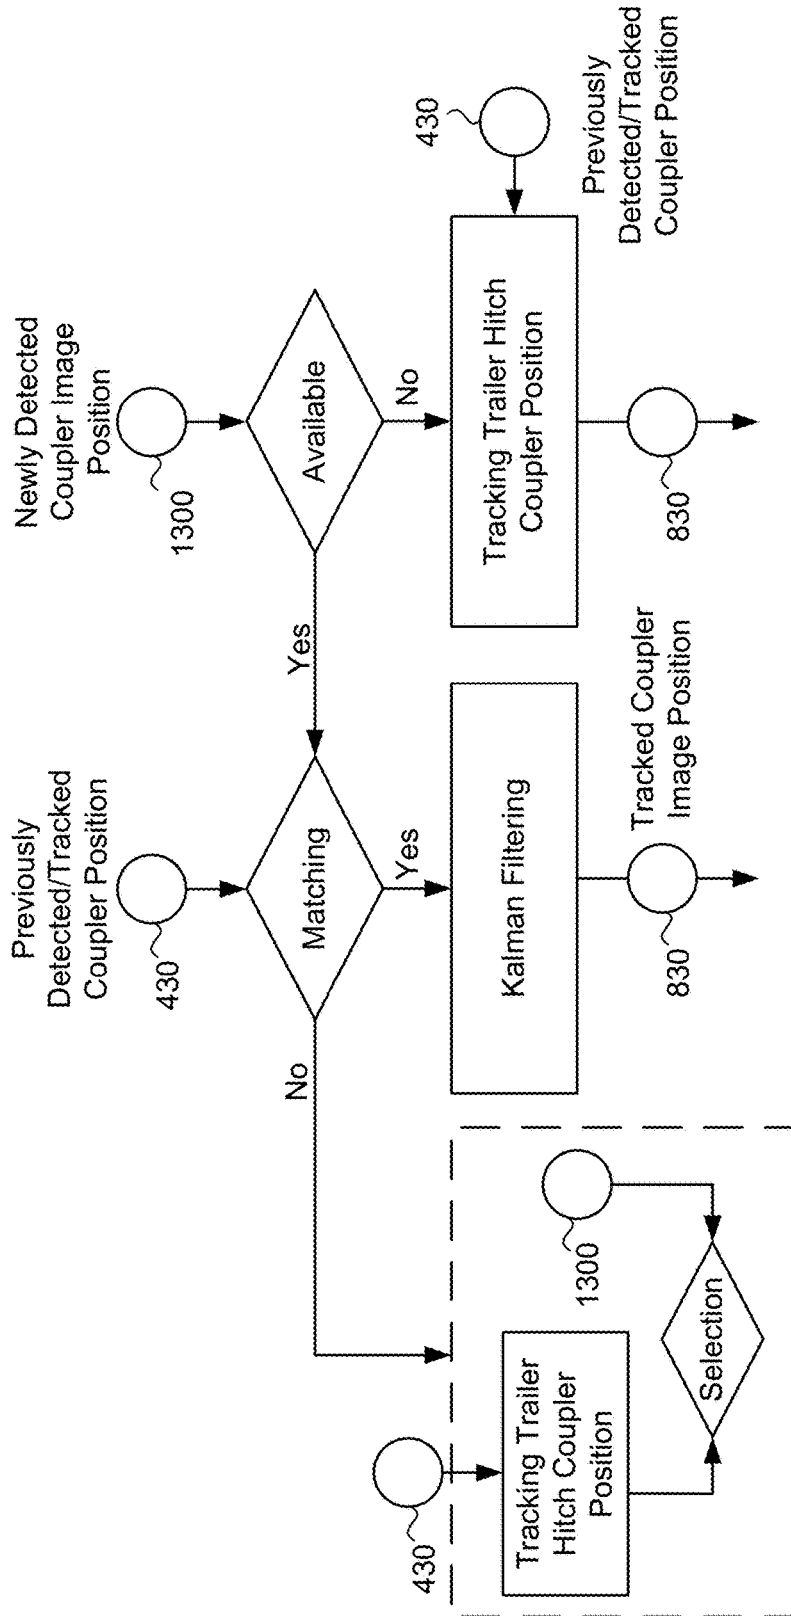 Previously
Detected/Tracked
Coupler Position
430
Newly Detected
Coupler Image
Position
1300
No
Matching
Yes
Available
Yes
No
430
Tracking Trailer
Hitch Coupler
Position
1300
Selection
Kalman Filtering
Tracked Coupler
Image Position
830
Tracking Trailer Hitch
Coupler Position
430
Previously
Detected/Tracked
Coupler Position
830